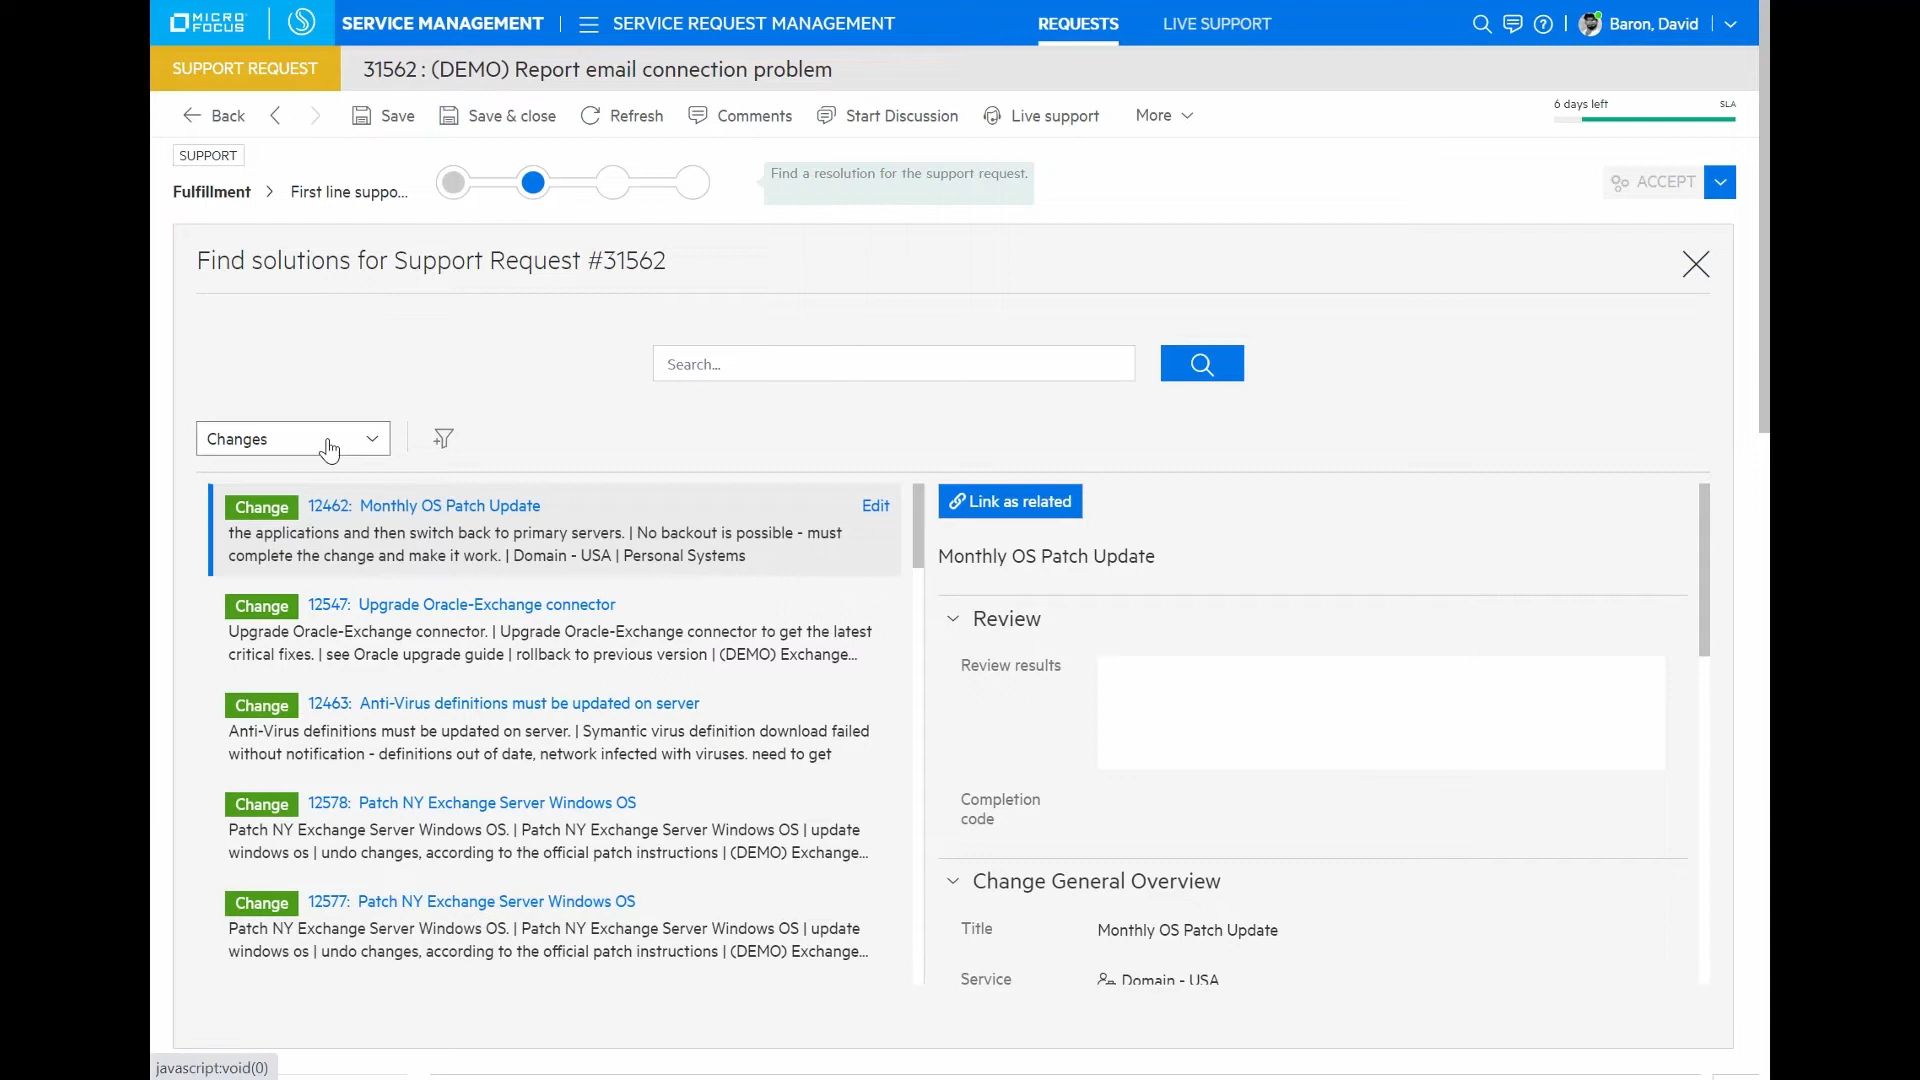 MICRO FOCUS
SERVICE MANAGEMENT
SERVICE REQUEST MANAGEMENT
REQUESTS
LIVE SUPPORT
Baron, David
SUPPORT REQUEST
31562 : (DEMO) Report email connection problem
Back
Save
Save & close
Refresh
Comments
Start Discussion
Live support
More
6 days left
SLA
SUPPORT
Fulfillment > First line suppo...
Find a resolution for the support request.
ACCEPT
Find solutions for Support Request #31562
Search...
Changes
Change 12462: Monthly OS Patch Update Edit
the applications and then switch back to primary servers. | No backout is possible - must
complete the change and make it work. | Domain - USA | Personal Systems
Change 12547: Upgrade Oracle-Exchange connector
Upgrade Oracle-Exchange connector. | Upgrade Oracle-Exchange connector to get the latest
critical fixes. | see Oracle upgrade guide | rollback to previous version | (DEMO) Exchange...
Change 12463: Anti-Virus definitions must be updated on server
Anti-Virus definitions must be updated on server. | Symantic virus definition download failed
without notification - definitions out of date, network infected with viruses. need to get
Change 12578: Patch NY Exchange Server Windows OS
Patch NY Exchange Server Windows OS. | Patch NY Exchange Server Windows OS | update
windows os | undo changes, according to the official patch instructions | (DEMO) Exchange...
Change 12577: Patch NY Exchange Server Windows OS
Patch NY Exchange Server Windows OS. | Patch NY Exchange Server Windows OS | update
windows os | undo changes, according to the official patch instructions | (DEMO) Exchange...
Link as related
Monthly OS Patch Update
Review
Review results
Completion
code
Change General Overview
Title Monthly OS Patch Update
Service Domain - USA
javascript:void(0)